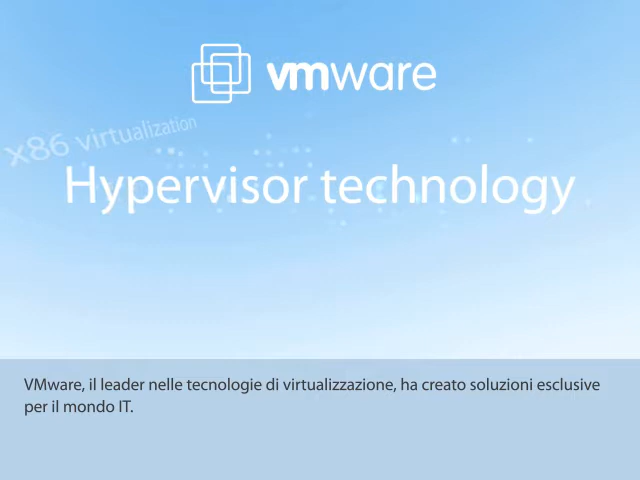 vmware
x86 virtualization
Hypervisor technology
VMware, il leader nelle tecnologie di virtualizzazione, ha creato soluzioni esclusive
per il mondo IT.